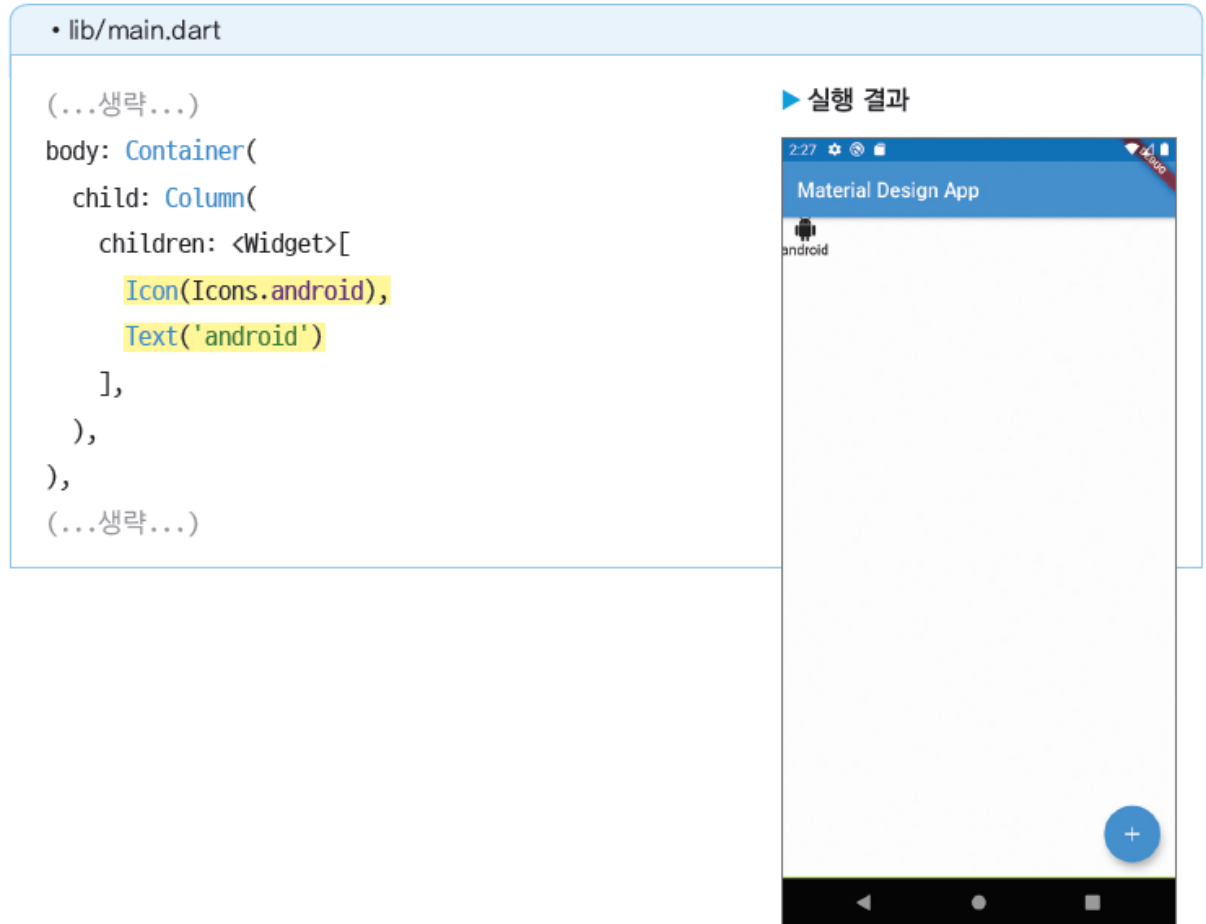 • lib/main.dart
(...생략...)
body: Container(
child: Column(
children: <Widget>[
Icon(Icons.android),
Text('android')
],
),
),
(...생략...)
▶ 실행 결과
2:27
DEBUG
Material Design App
android